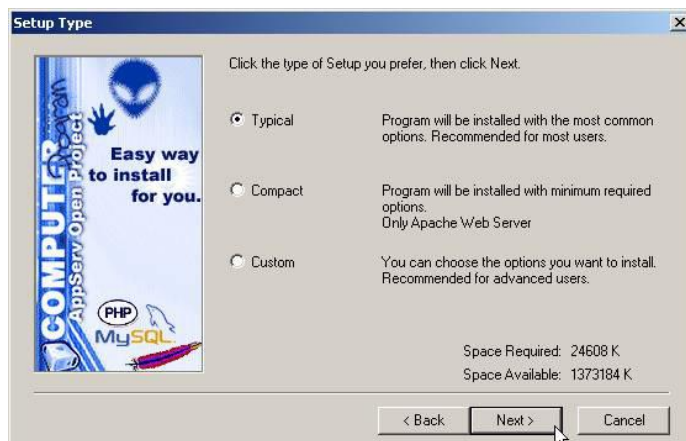 Setup Type
Click the type of Setup you prefer, then click Next.
Typical
Program will be installed with the most common
options. Recommended for most users.
Compact
Program will be installed with minimum required
options.
Only Apache Web Server
Custom
You can choose the options you want to install.
Recommended for advanced users.
Space Required: 24608 K
Space Available: 1373184 K
< Back
Next >
Cancel
COMPUTER
Program
AppServ Open Project
Easy way
to install
for you.
PHP
MySQL